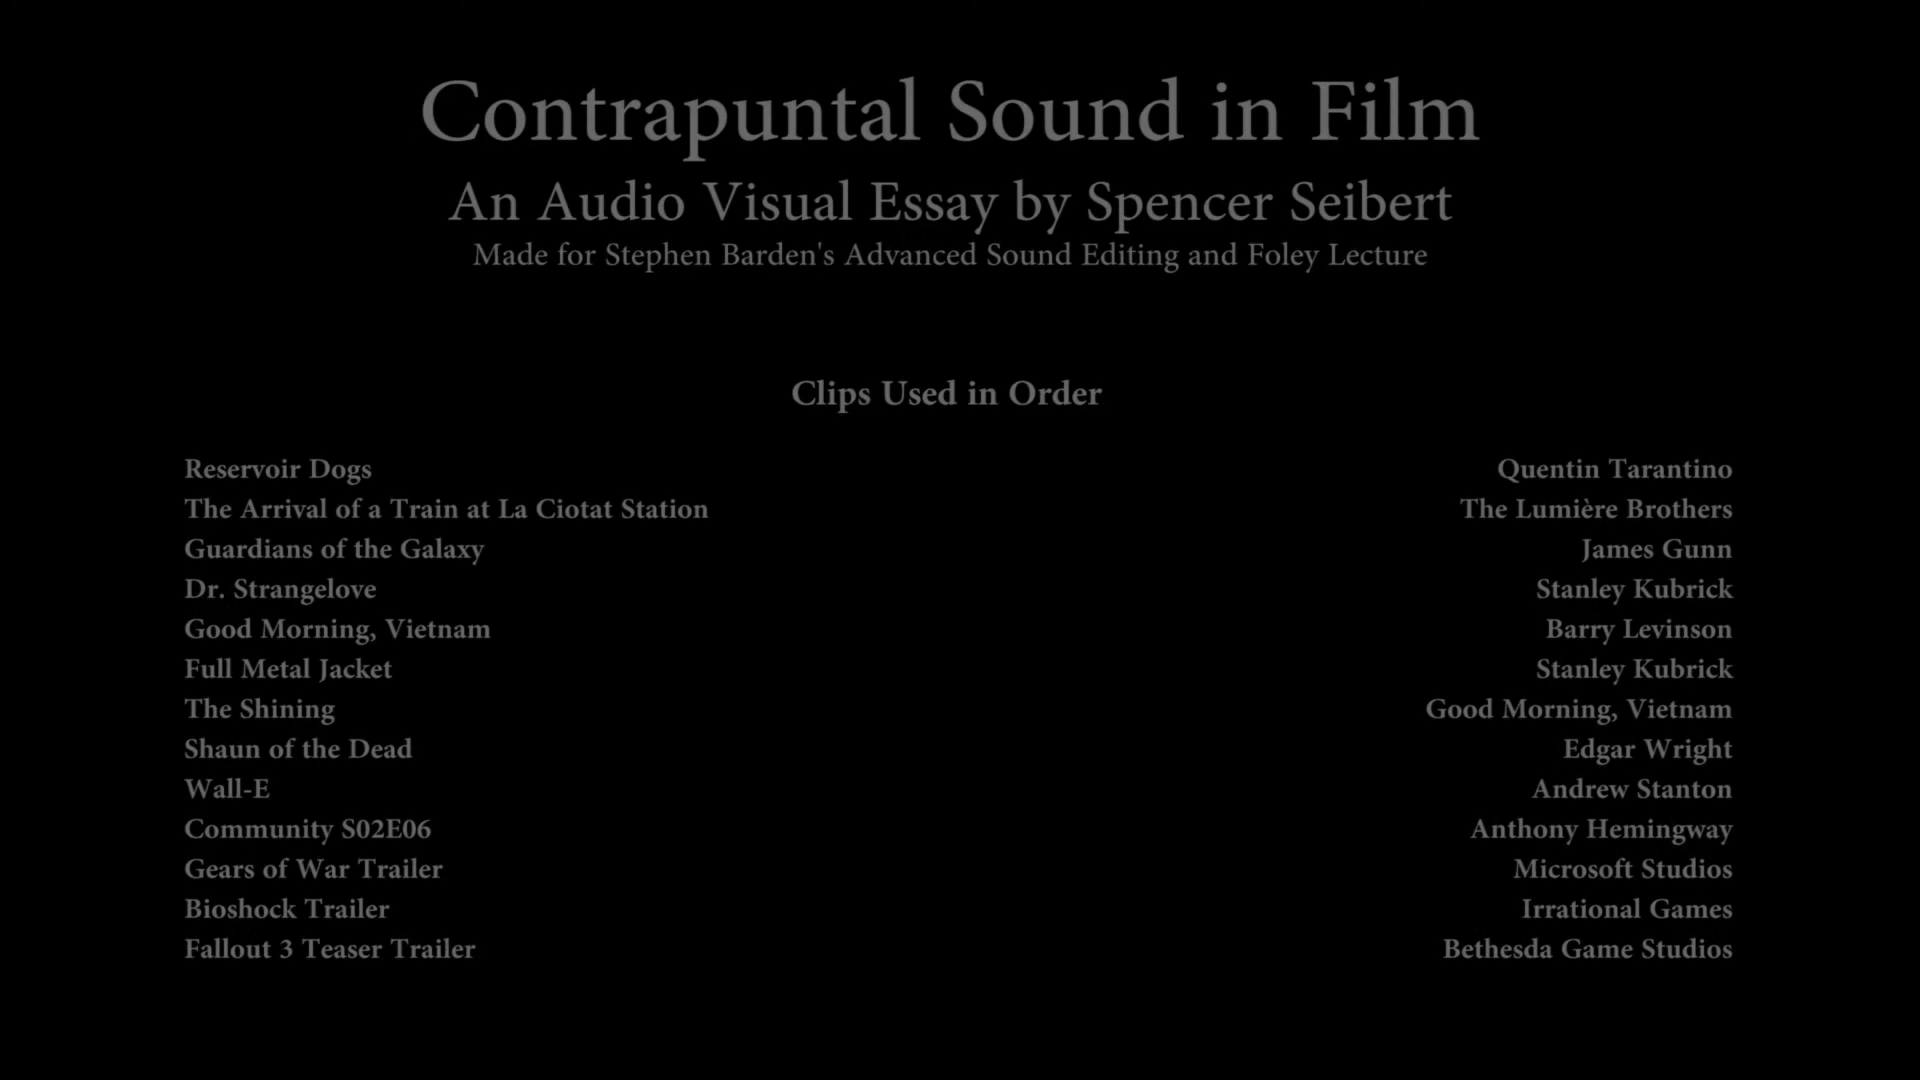 Contrapuntal Sound in Film
An Audio Visual Essay by Spencer Seibert
Made for Stephen Barden's Advanced Sound Editing and Foley Lecture
Clips Used in Order
Reservoir Dogs Quentin Tarantino
The Arrival of a Train at La Ciotat Station The Lumière Brothers
Guardians of the Galaxy James Gunn
Dr. Strangelove Stanley Kubrick
Good Morning, Vietnam Barry Levinson
Full Metal Jacket Stanley Kubrick
The Shining Good Morning, Vietnam
Shaun of the Dead Edgar Wright
Wall-E Andrew Stanton
Community S02E06 Anthony Hemingway
Gears of War Trailer Microsoft Studios
Bioshock Trailer Irrational Games
Fallout 3 Teaser Trailer Bethesda Game Studios